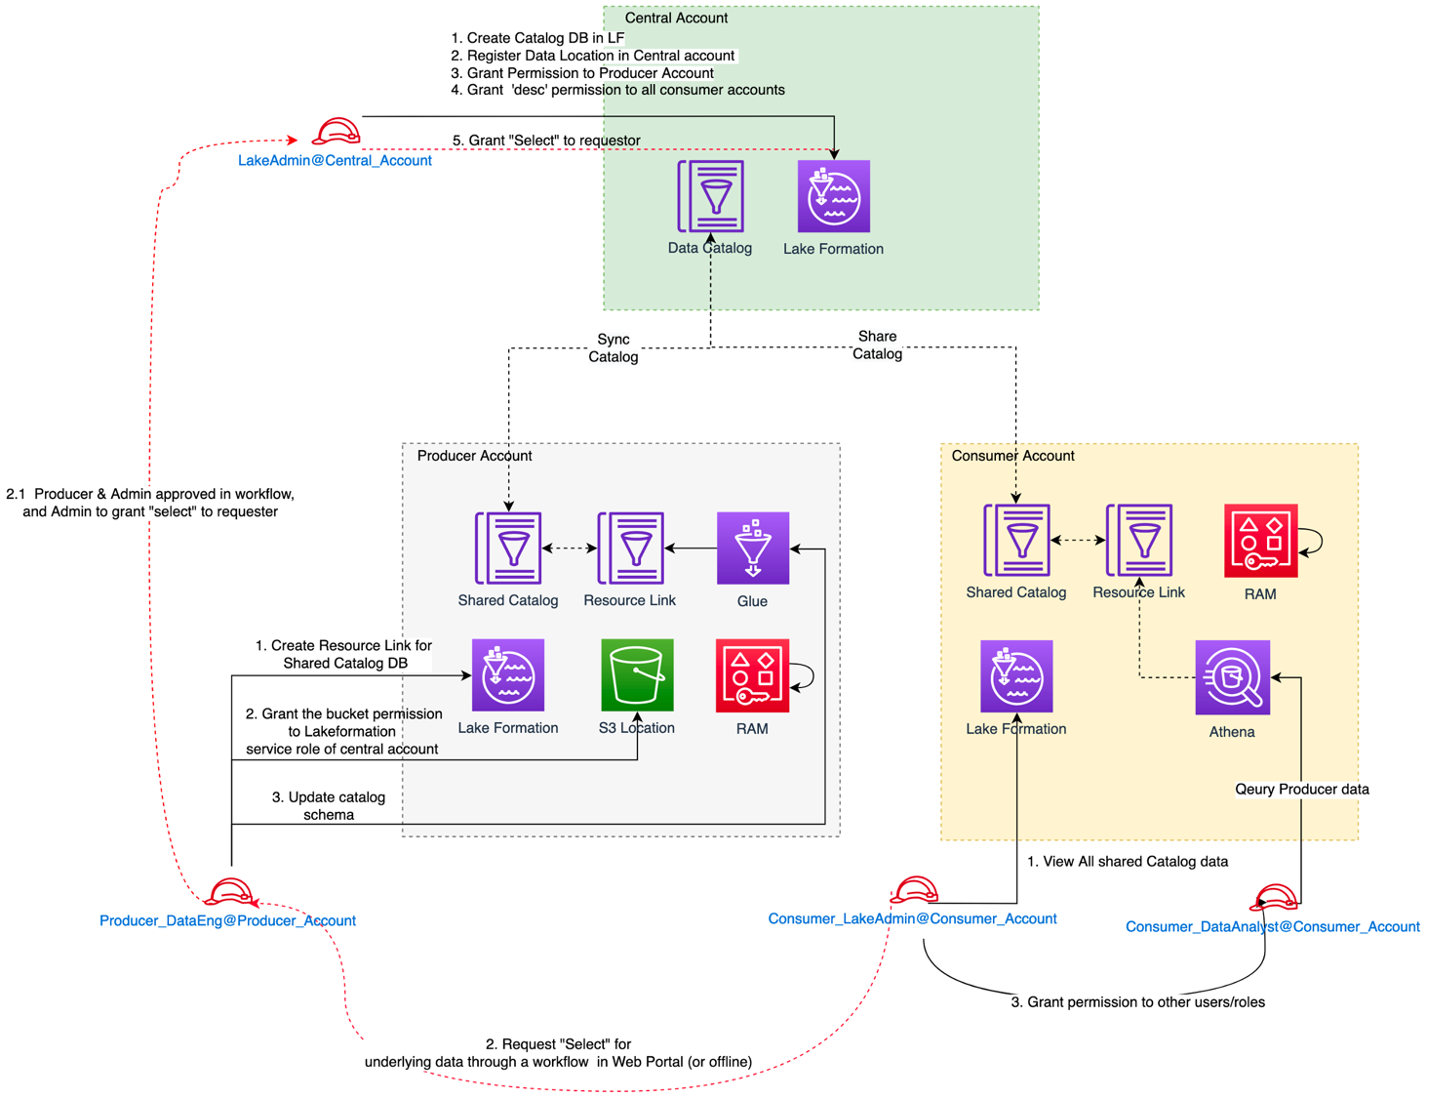 Central Account
1. Create Catalog DB in LF
2. Register Data Location in Central account
3. Grant Permission to Producer Account
4. Grant 'desc' permission to all consumer accounts
5. Grant "Select" to requestor
LakeAdmin@Central_Account
Data Catalog
Lake Formation
Sync
Catalog
Share
Catalog
Producer Account
Consumer Account
2.1 Producer & Admin approved in workflow,
and Admin to grant "select" to requester
Shared Catalog
Resource Link
Glue
Shared Catalog
Resource Link
RAM
1. Create Resource Link for
Shared Catalog DB
2. Grant the bucket permission
to Lakeformation
service role of central account
Lake Formation
S3 Location
RAM
Lake Formation
Athena
3. Update catalog
schema
Qeury Producer data
1. View All shared Catalog data
Producer_DataEng@Producer_Account
Consumer_LakeAdmin@Consumer_Account
Consumer_DataAnalyst@Consumer_Account
3. Grant permission to other users/roles
2. Request "Select" for
underlying data through a workflow in Web Portal (or offline)